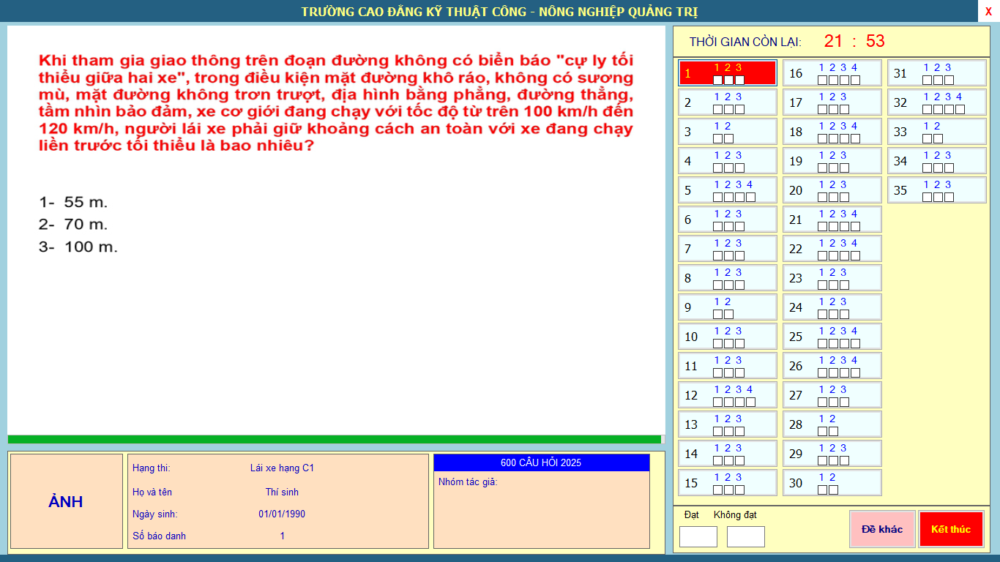 TRƯỜNG CAO ĐẲNG KỸ THUẬT CÔNG - NÔNG NGHIỆP QUẢNG TRỊ
X
Khi tham gia giao thông trên đoạn đường không có biển báo "cự ly tối
thiểu giữa hai xe", trong điều kiện mặt đường khô ráo, không có sương
mù, mặt đường không trơn trượt, địa hình bằng phẳng, đường thẳng,
tầm nhìn bảo đảm, xe cơ giới đang chạy với tốc độ từ trên 100 km/h đến
120 km/h, người lái xe phải giữ khoảng cách an toàn với xe đang chạy
liền trước tối thiểu là bao nhiêu?
1- 55 m.
2- 70 m.
3- 100 m.
ẢNH
Hạng thi: Lái xe hạng C1
Họ và tên Thí sinh
Ngày sinh: 01/01/1990
Số báo danh 1
600 CÂU HỎI 2025
Nhóm tác giả:
THỜI GIAN CÒN LẠI: 21 : 53
1 1 2 3
2 1 2 3
3 1 2
4 1 2 3
5 1 2 3 4
6 1 2 3
7 1 2 3
8 1 2 3
9 1 2
10 1 2 3
11 1 2 3
12 1 2 3 4
13 1 2 3
14 1 2 3
15 1 2 3
16 1 2 3 4
17 1 2 3
18 1 2 3 4
19 1 2 3
20 1 2 3
21 1 2 3 4
22 1 2 3 4
23 1 2 3
24 1 2 3
25 1 2 3 4
26 1 2 3 4
27 1 2 3
28 1 2
29 1 2 3
30 1 2
31 1 2 3
32 1 2 3 4
33 1 2
34 1 2 3
35 1 2 3
Đạt Không đạt
Đề khác
Kết thúc